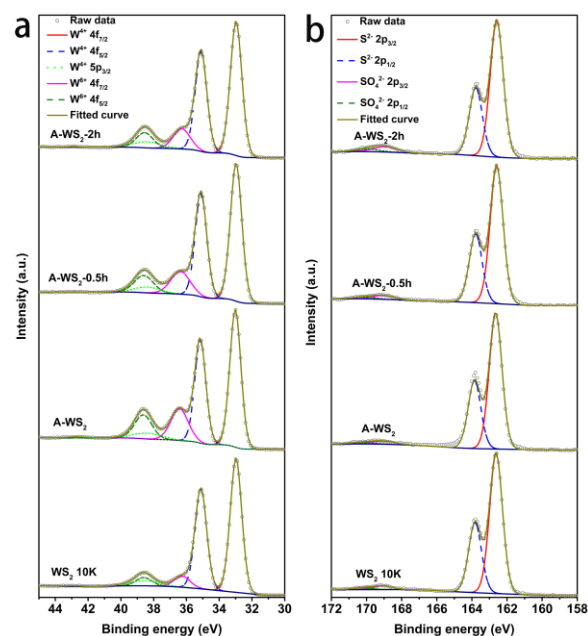 a
Raw data
W⁴⁺ 4f₇/₂
W⁴⁺ 4f₅/₂
W⁴⁺ 5p₃/₂
W⁶⁺ 4f₇/₂
W⁶⁺ 4f₅/₂
Fitted curve
A-WS₂-2h
A-WS₂-0.5h
A-WS₂
WS₂ 10K
Intensity (a.u.)
44 42 40 38 36 34 32 30
Binding energy (eV)
b
Raw data
S²⁻ 2p₃/₂
S²⁻ 2p₁/₂
SO₄²⁻ 2p₃/₂
SO₄²⁻ 2p₁/₂
Fitted curve
A-WS₂-2h
A-WS₂-0.5h
A-WS₂
WS₂ 10K
Intensity (a.u.)
172 170 168 166 164 162 160 158
Binding energy (eV)